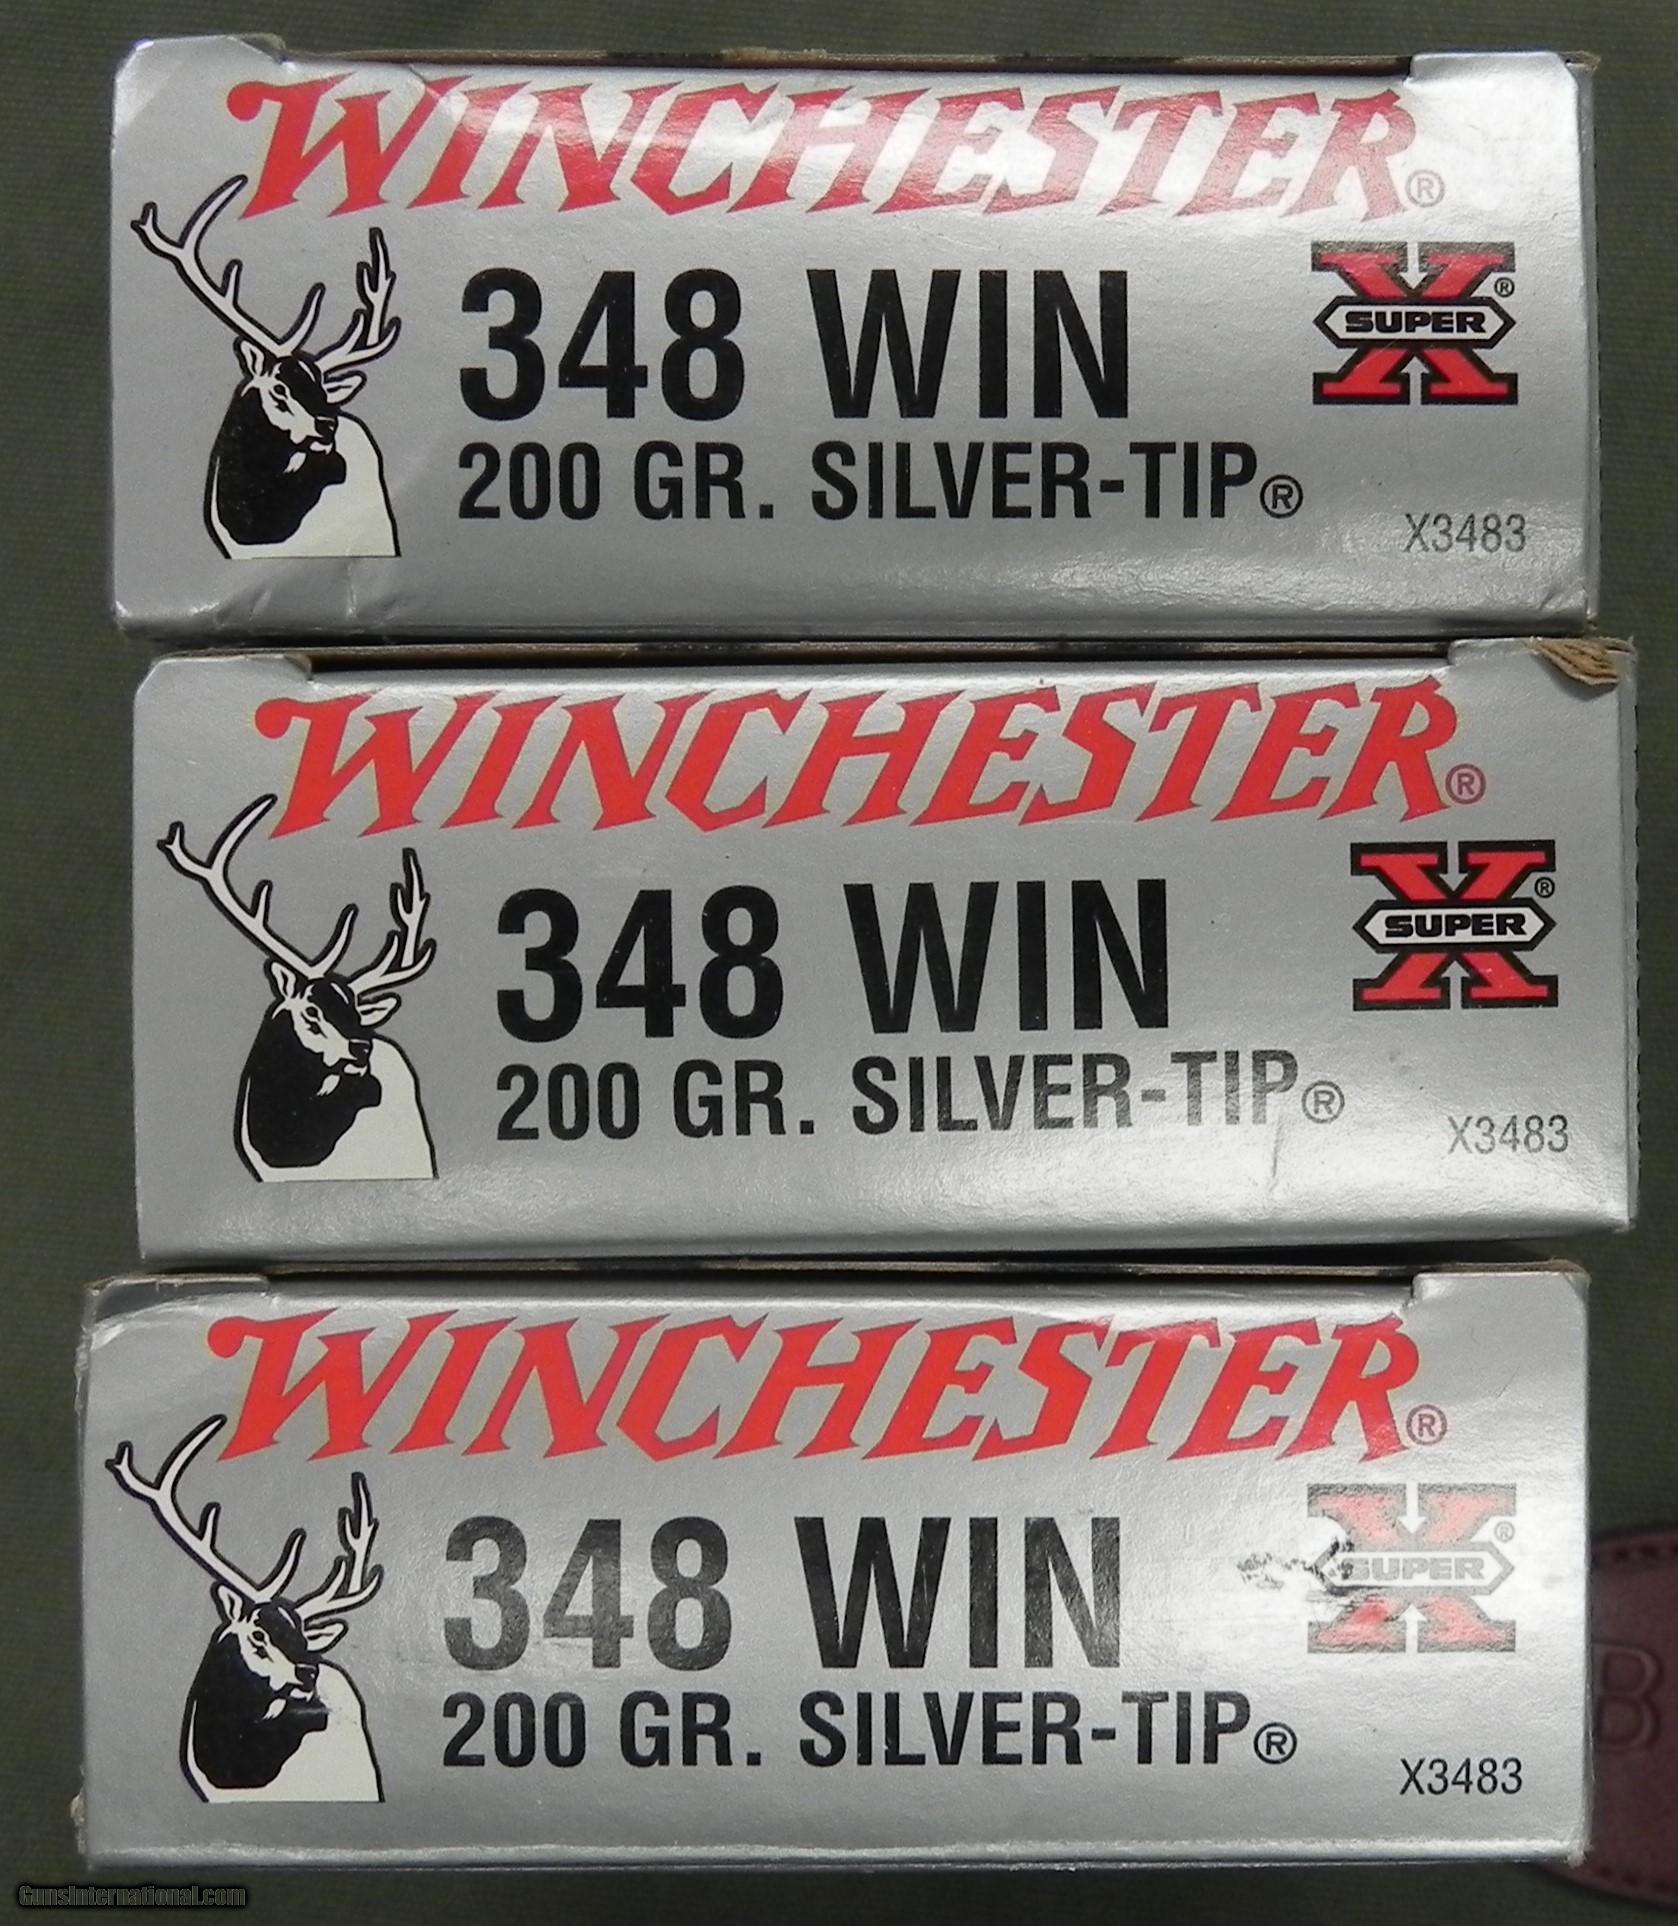 WINCHESTER®
348 WIN
X SUPER ®
200 GR. SILVER-TIP®
X3483
WINCHESTER®
348 WIN
X SUPER ®
200 GR. SILVER-TIP®
X3483
WINCHESTER®
348 WIN
X SUPER ®
200 GR. SILVER-TIP®
X3483
B
GunsInternational.com